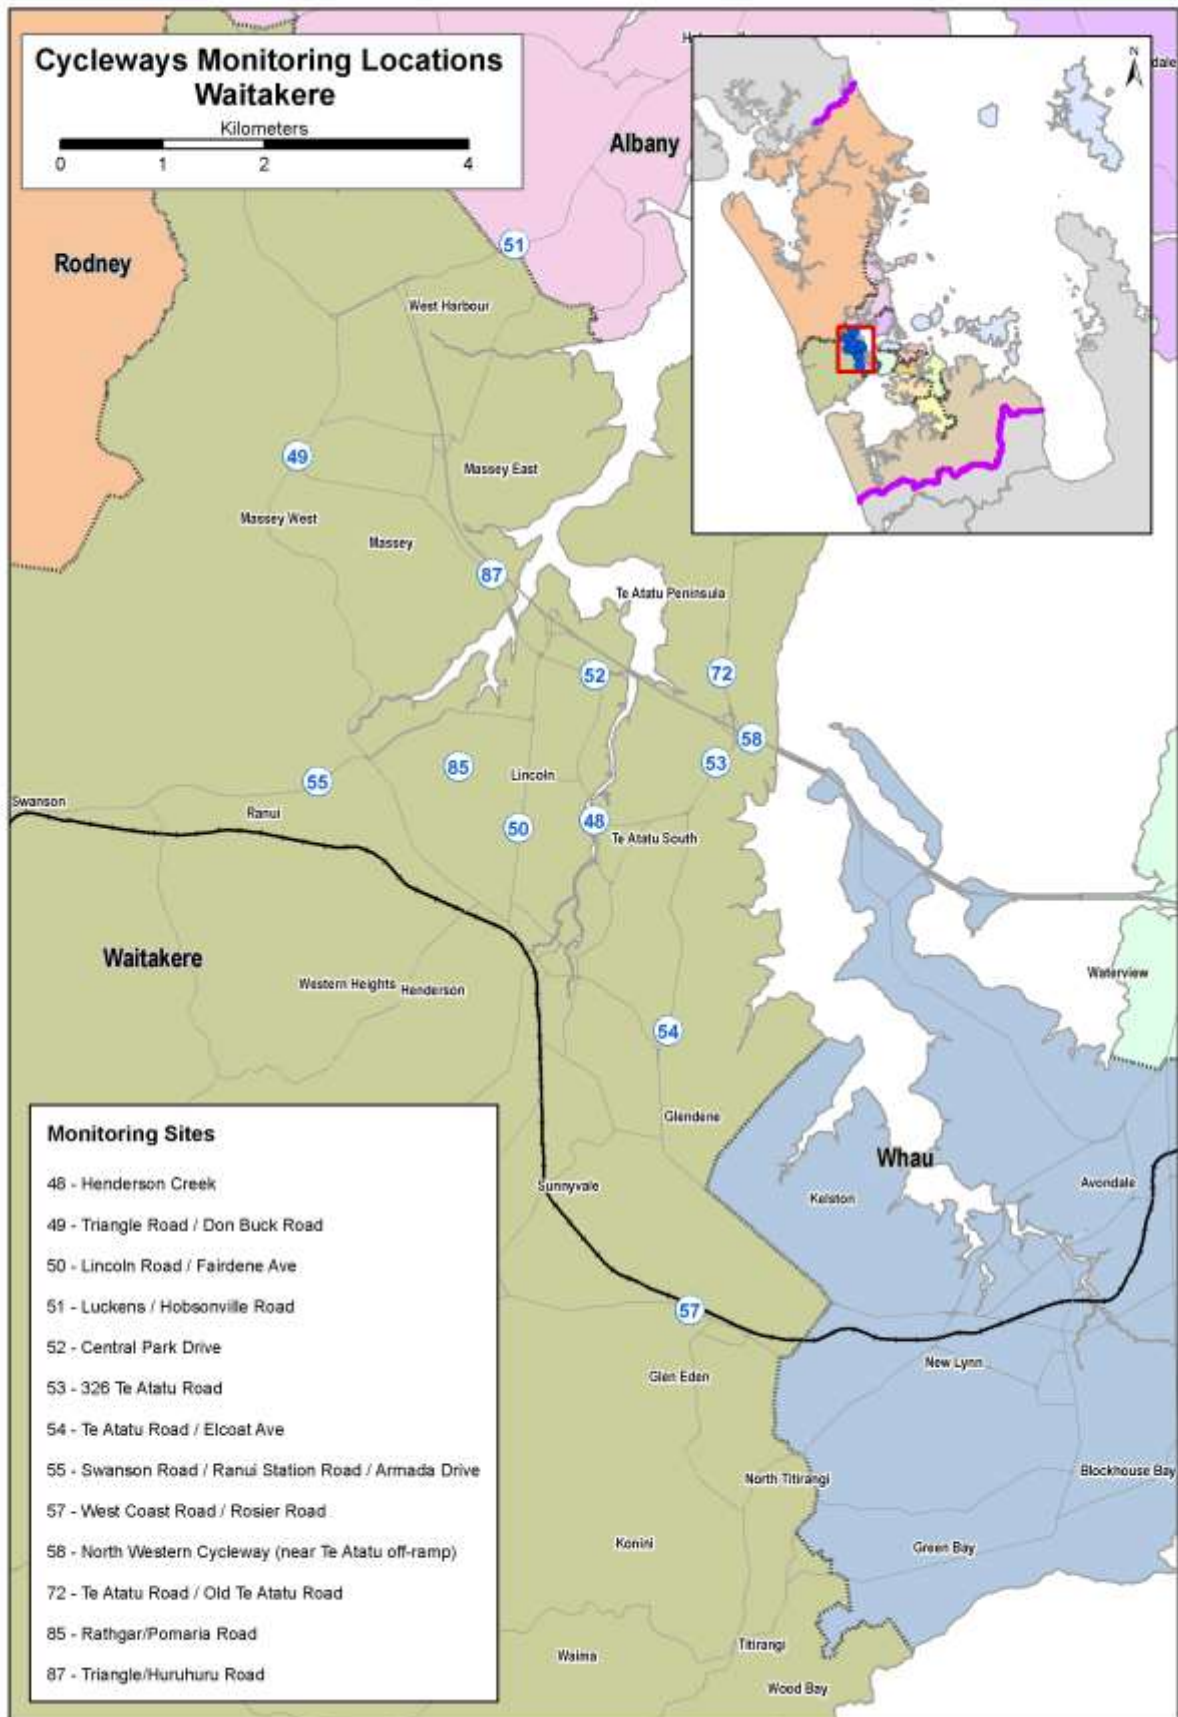 Cycleways Monitoring Locations
Waitakere
Kilometers
0 1 2 4
N
dale
Albany
51
Rodney
West Harbour
49
Massey East
Massey West
Massey
87
Te Atatu Peninsula
52
72
58
53
85
Lincoln
55
Swanson
Ranui
50
48
Te Atatu South
Waitakere
Western Heights
Henderson
Waterview
54
Glendene
Whau
Sunnyvale
Kelston
Avondale
57
Glen Eden
New Lynn
North Titirangi
Blockhouse Bay
Konini
Green Bay
Waima
Titirangi
Wood Bay
Monitoring Sites
48 - Henderson Creek
49 - Triangle Road / Don Buck Road
50 - Lincoln Road / Fairdene Ave
51 - Luckens / Hobsonville Road
52 - Central Park Drive
53 - 326 Te Atatu Road
54 - Te Atatu Road / Elcoat Ave
55 - Swanson Road / Ranui Station Road / Armada Drive
57 - West Coast Road / Rosier Road
58 - North Western Cycleway (near Te Atatu off-ramp)
72 - Te Atatu Road / Old Te Atatu Road
85 - Rathgar/Pomaria Road
87 - Triangle/Huruhuru Road